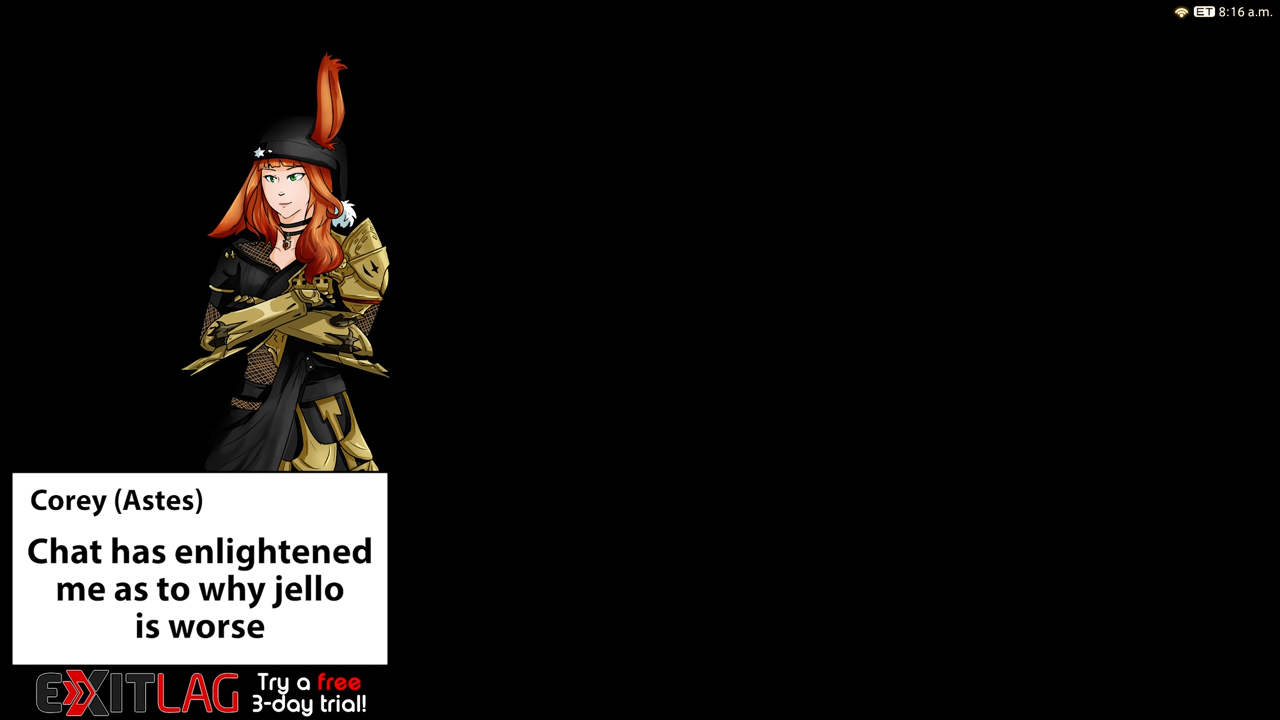 ET 8:16 a.m.
Corey (Astes)
Chat has enlightened
me as to why jello
is worse
EXITLAG
Try a free
3-day trial!